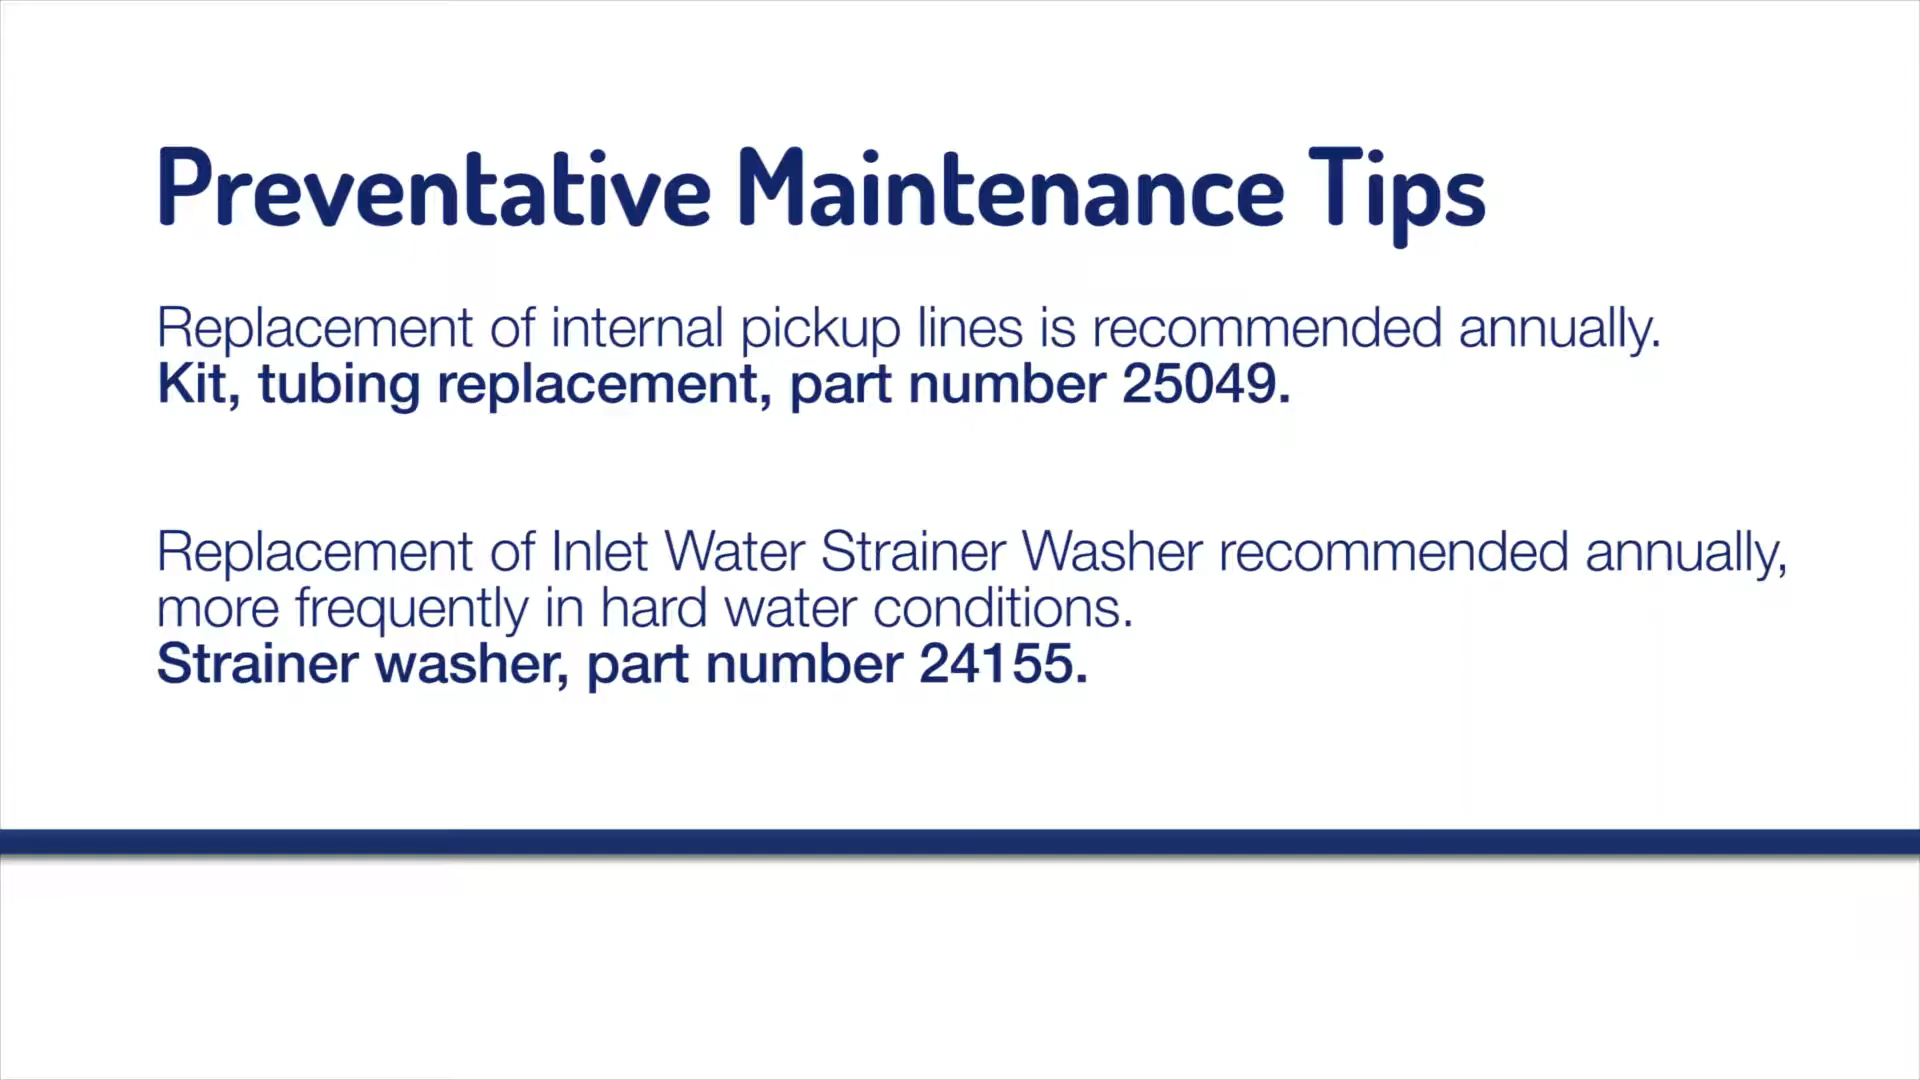 Preventative Maintenance Tips
Replacement of internal pickup lines is recommended annually.
Kit, tubing replacement, part number 25049.
Replacement of Inlet Water Strainer Washer recommended annually,
more frequently in hard water conditions.
Strainer washer, part number 24155.